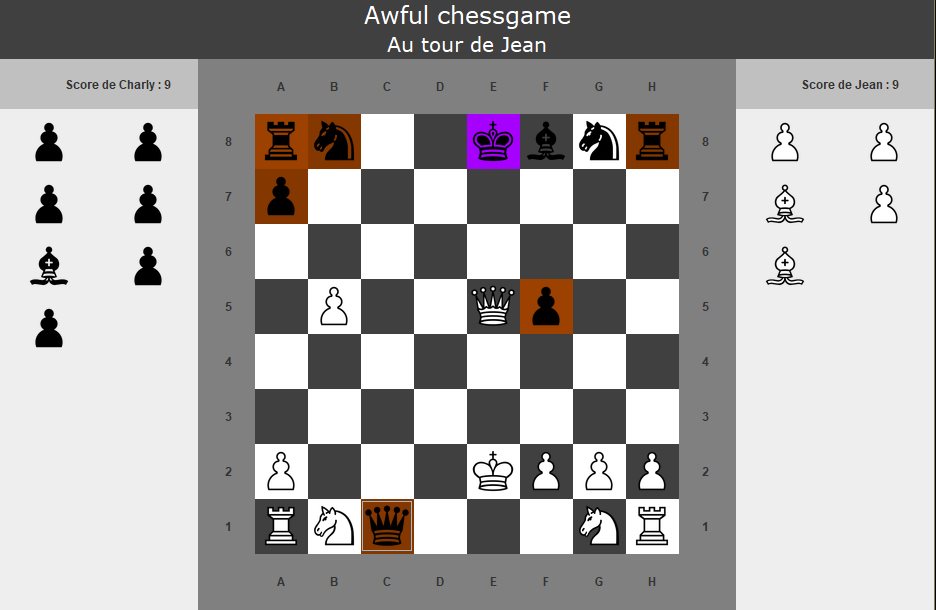 Awful chessgame
Au tour de Jean
Score de Charly : 9
Score de Jean : 9
A B C D E F G H
8 8
7 7
6 6
5 5
4 4
3 3
2 2
1 1
A B C D E F G H